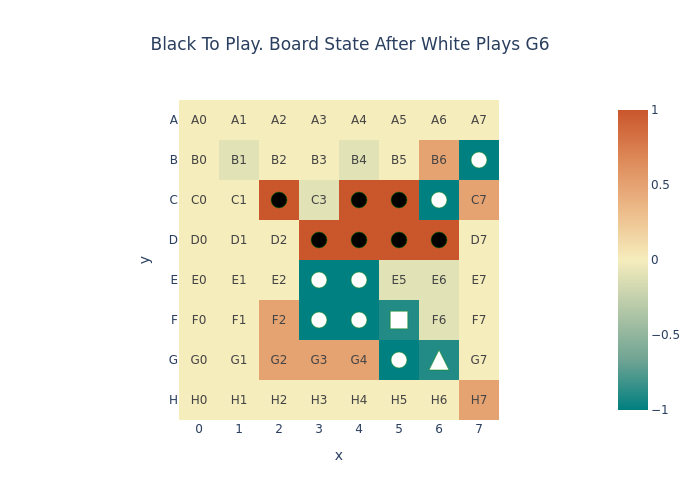 Black To Play. Board State After White Plays G6
A A0 A1 A2 A3 A4 A5 A6 A7
B B0 B1 B2 B3 B4 B5 B6
C C0 C1 C3 C7
D D0 D1 D2 D7
E E0 E1 E2 E5 E6 E7
F F0 F1 F2 F6 F7
G G0 G1 G2 G3 G4 G7
H H0 H1 H2 H3 H4 H5 H6 H7
0 1 2 3 4 5 6 7
x
y
1
0.5
0
−0.5
−1